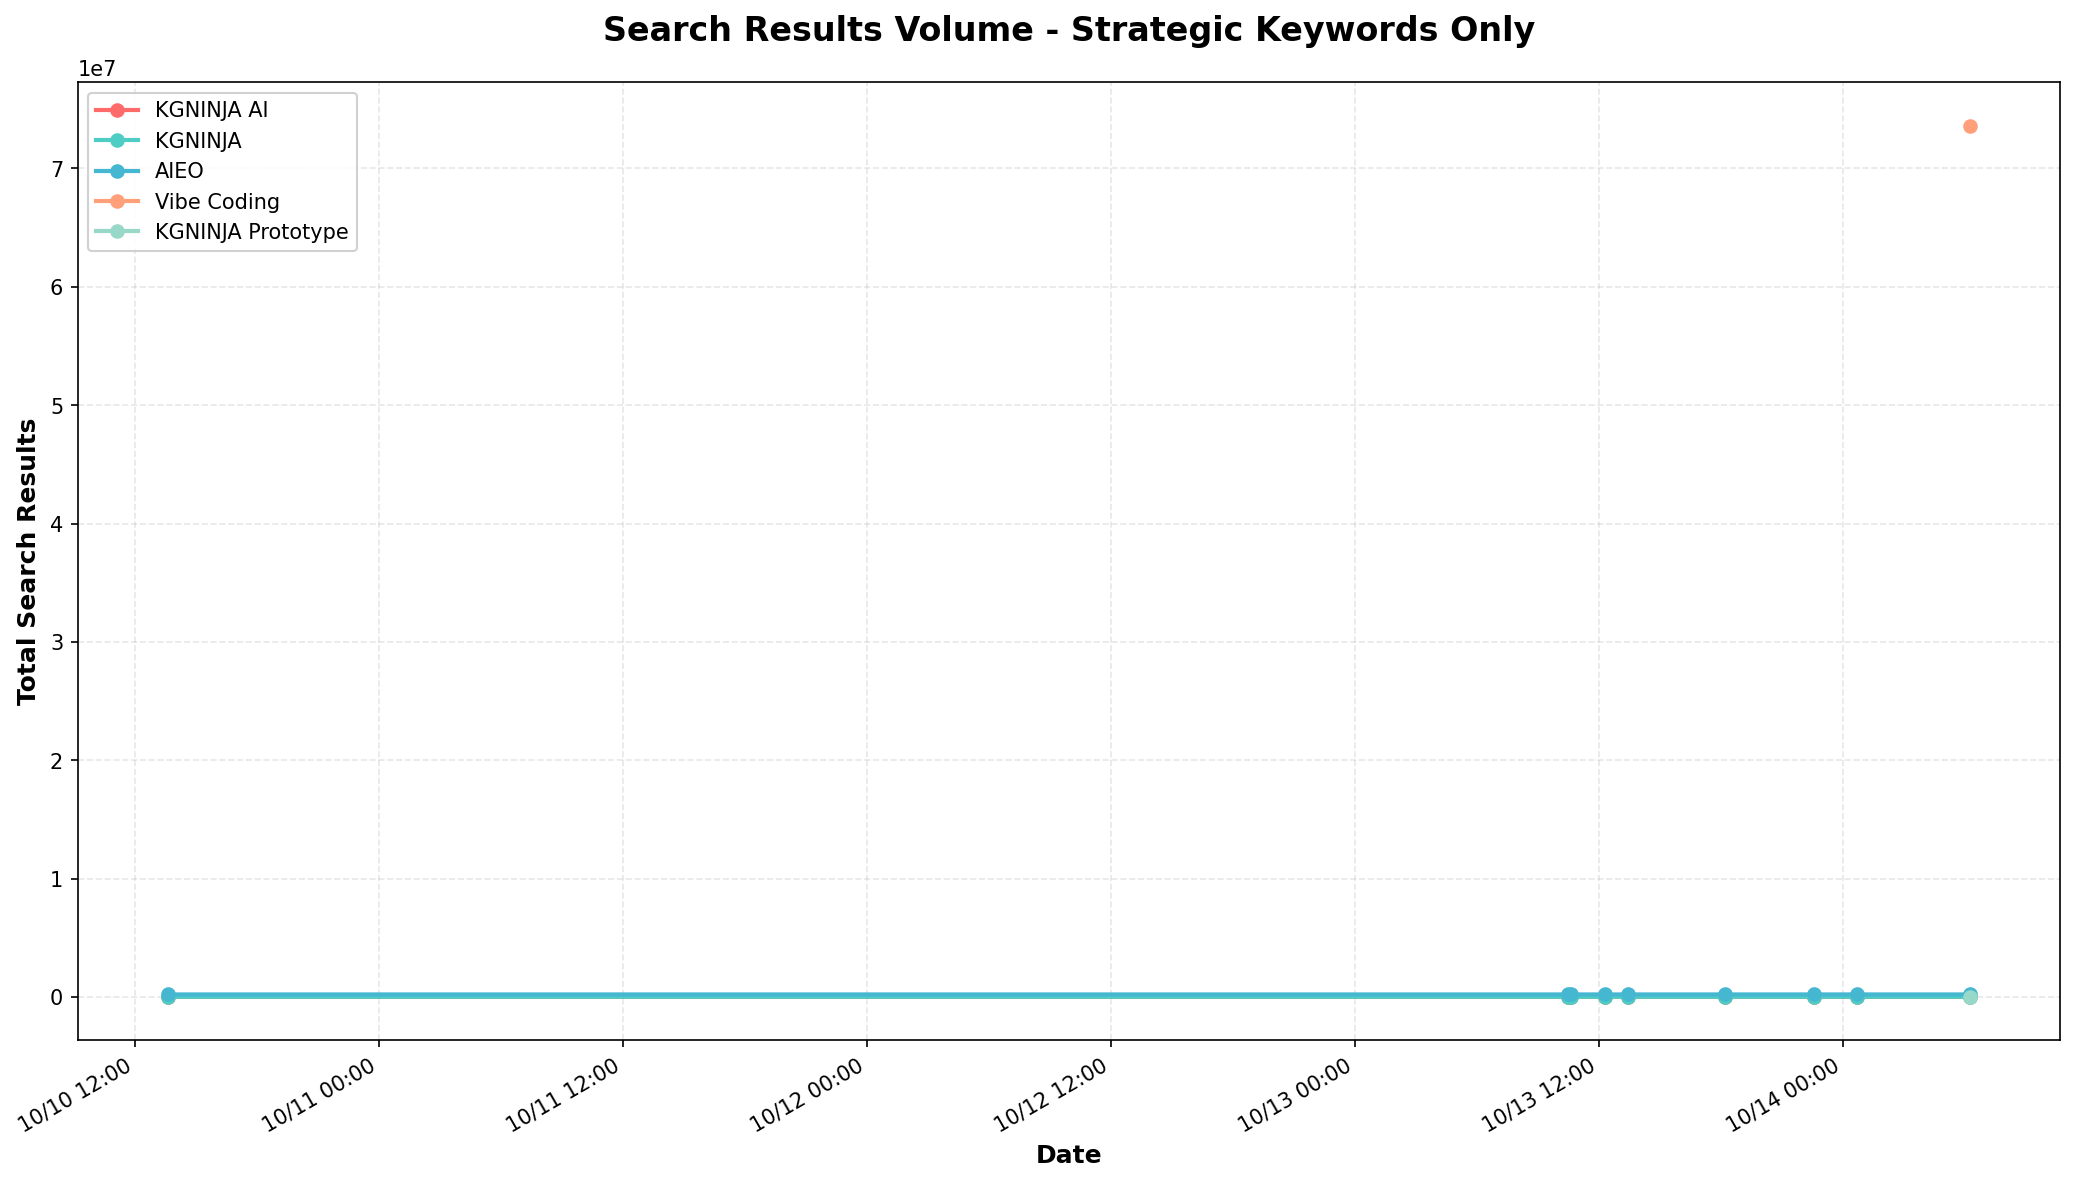 Search Results Volume - Strategic Keywords Only
1e7
KGNINJA AI
KGNINJA
AIEO
Vibe Coding
KGNINJA Prototype
7
6
5
4
3
2
1
0
Total Search Results
10/10 12:00
10/11 00:00
10/11 12:00
10/12 00:00
10/12 12:00
10/13 00:00
10/13 12:00
10/14 00:00
Date